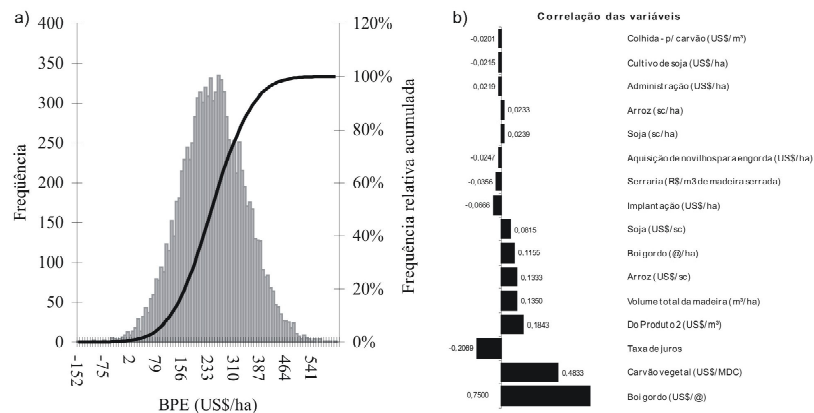 a)
400
350
300
250
200
150
100
50
0
Freqüência
120%
100%
80%
60%
40%
20%
0%
Frequência relativa acumulada
-152
-75
2
79
156
233
310
387
464
541
BPE (US$/ha)
b)
Correlação das variáveis
-0,0201 Colhida - p/ carvão (US$/m³)
-0,0215 Cultivo de soja (US$/ha)
0,0219 Administração (US$/ha)
0,0233 Arroz (sc/ha)
0,0239 Soja (sc/ha)
-0,0247 Aquisição de novilhos para engorda (US$/ha)
-0,0356 Serraria (R$/m3 de madeira serrada)
-0,0666 Implantação (US$/ha)
0,0815 Soja (US$/sc)
0,1155 Boi gordo (@/ha)
0,1333 Arroz (US$/sc)
0,1350 Volume total da madeira (m³/ha)
0,1843 Do Produto 2 (US$/m³)
-0,2089 Taxa de juros
0,4833 Carvão vegetal (US$/MDC)
0,7500 Boi gordo (US$/@)